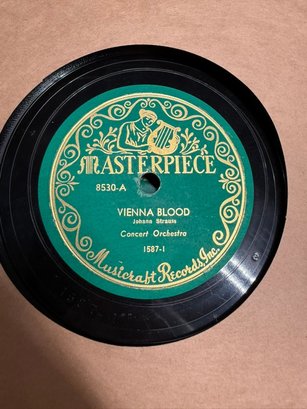 MASTERPIECE
8530-A
VIENNA BLOOD
Johann Strauss
Concert Orchestra
1587-1
Musicraft Records, Inc.